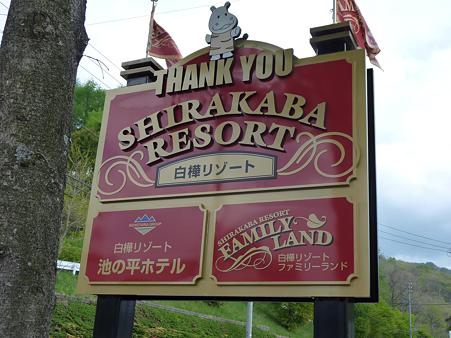 THANK YOU
SHIRAKABA
RESORT
白樺リゾート
白樺リゾート
池の平ホテル
SHIRAKABA RESORT
FAMILY LAND
白樺リゾート
ファミリーランド